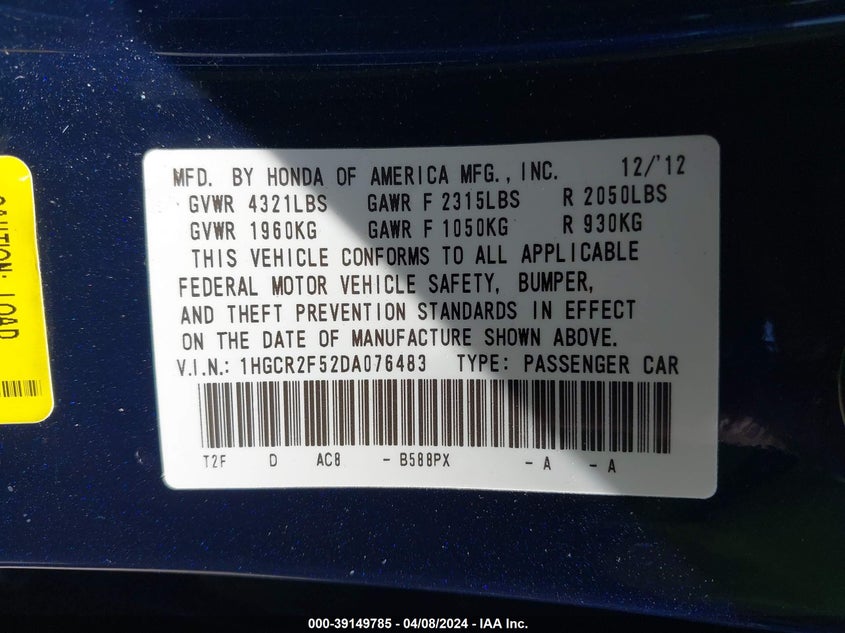 MFD. BY HONDA OF AMERICA MFG., INC. 12/'12
GVWR 4321LBS GAWR F 2315LBS R 2050LBS
GVWR 1960KG GAWR F 1050KG R 930KG
THIS VEHICLE CONFORMS TO ALL APPLICABLE
FEDERAL MOTOR VEHICLE SAFETY, BUMPER,
AND THEFT PREVENTION STANDARDS IN EFFECT
ON THE DATE OF MANUFACTURE SHOWN ABOVE.
V.I.N.: 1HGCR2F52DA076483 TYPE: PASSENGER CAR
T2F D AC8 - B588PX - A - A
CAUTION: LOAD
000-39149785 - 04/08/2024 - IAA Inc.